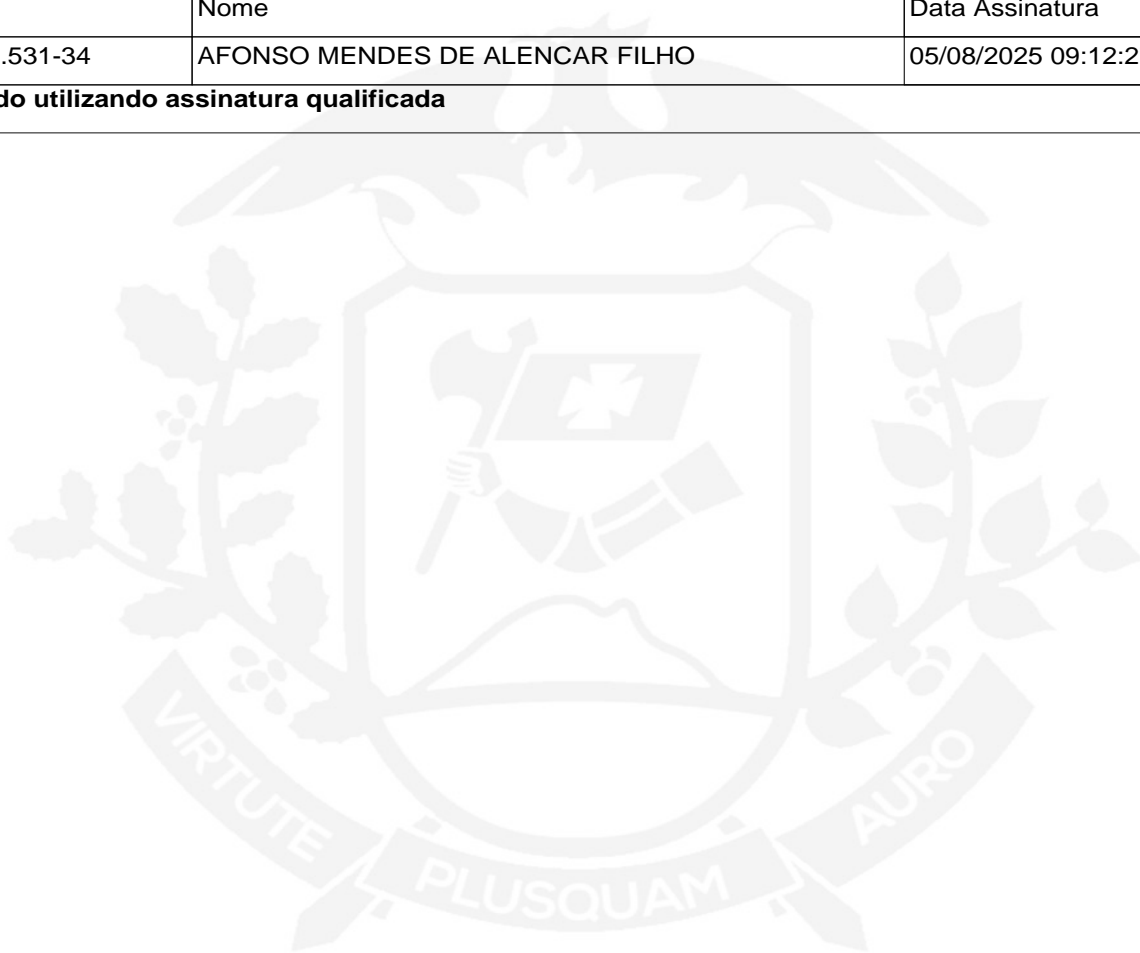 Nome Data Assinatura
.531-34 AFONSO MENDES DE ALENCAR FILHO 05/08/2025 09:12:2
do utilizando assinatura qualificada
VIRTUTE PLUSQUAM AURO